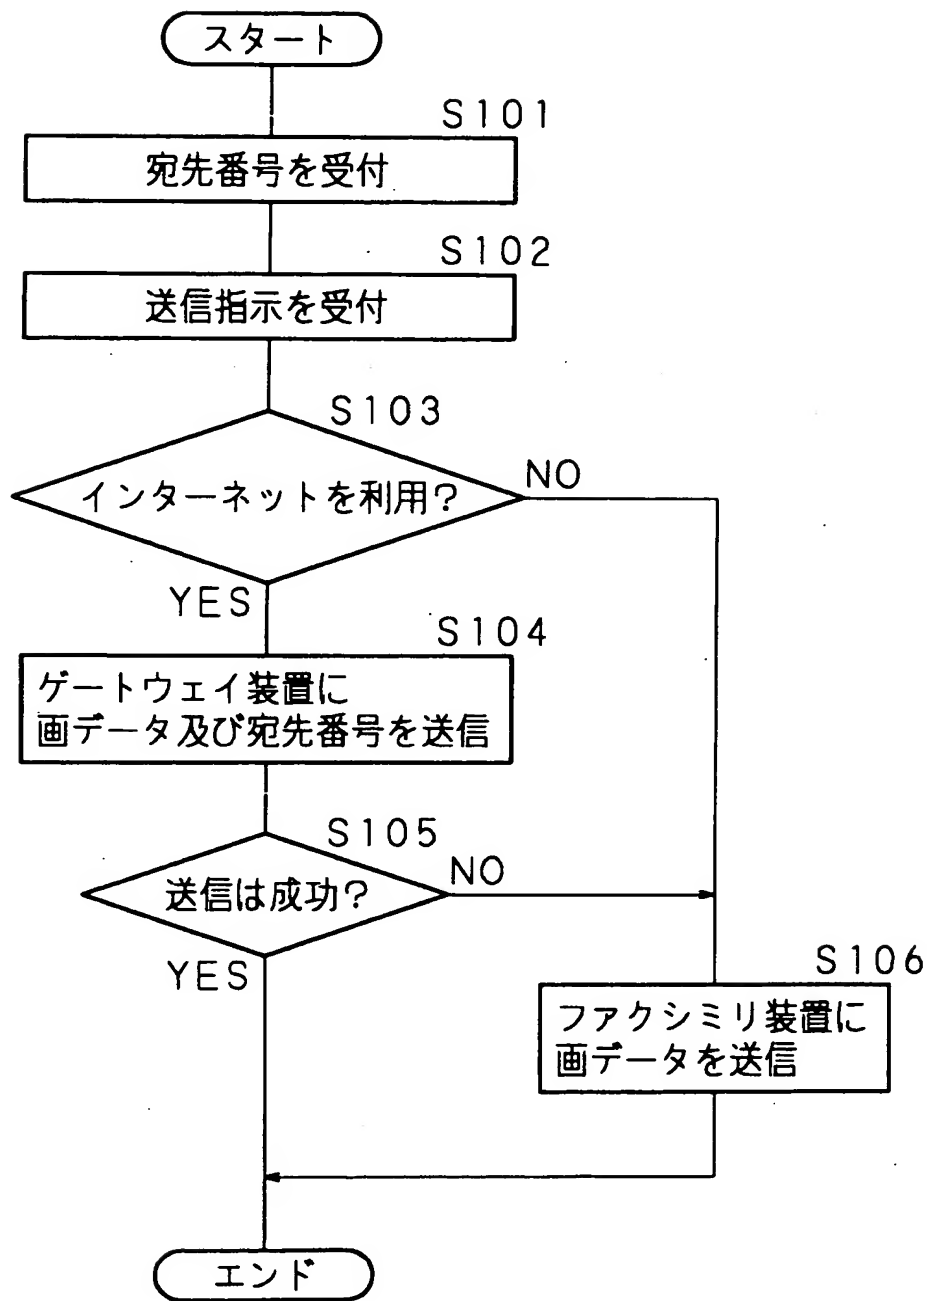 スタート
S101
宛先番号を受付
S102
送信指示を受付
S103
インターネットを利用?
NO
YES
S104
ゲートウェイ装置に
画データ及び宛先番号を送信
S105
送信は成功?
NO
YES
S106
ファクシミリ装置に
画データを送信
エンド